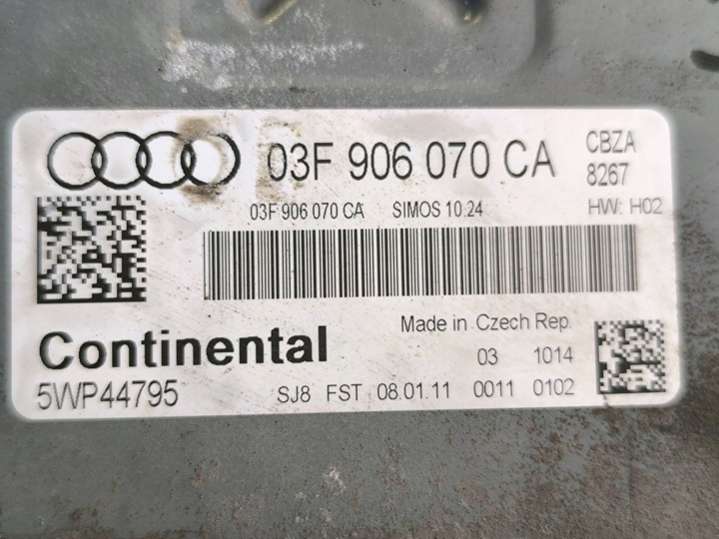 03F 906 070 CA CBZA
8267
03F 906 070 CA SIMOS 10.24 HW: H02
Continental Made in Czech Rep.
03 1014
5WP44795 SJ8 FST 08.01.11 0011 0102